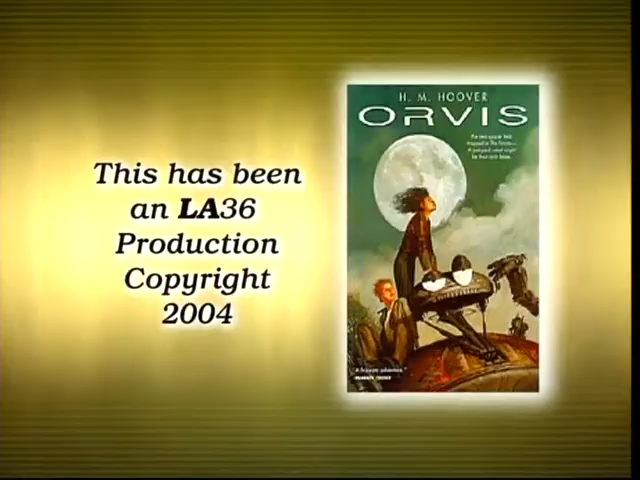 This has been
an LA36
Production
Copyright
2004
H. M. HOOVER
ORVIS